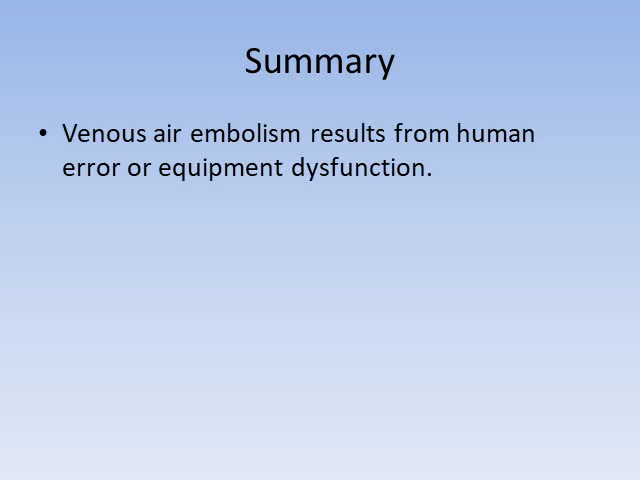 Summary
• Venous air embolism results from human
error or equipment dysfunction.